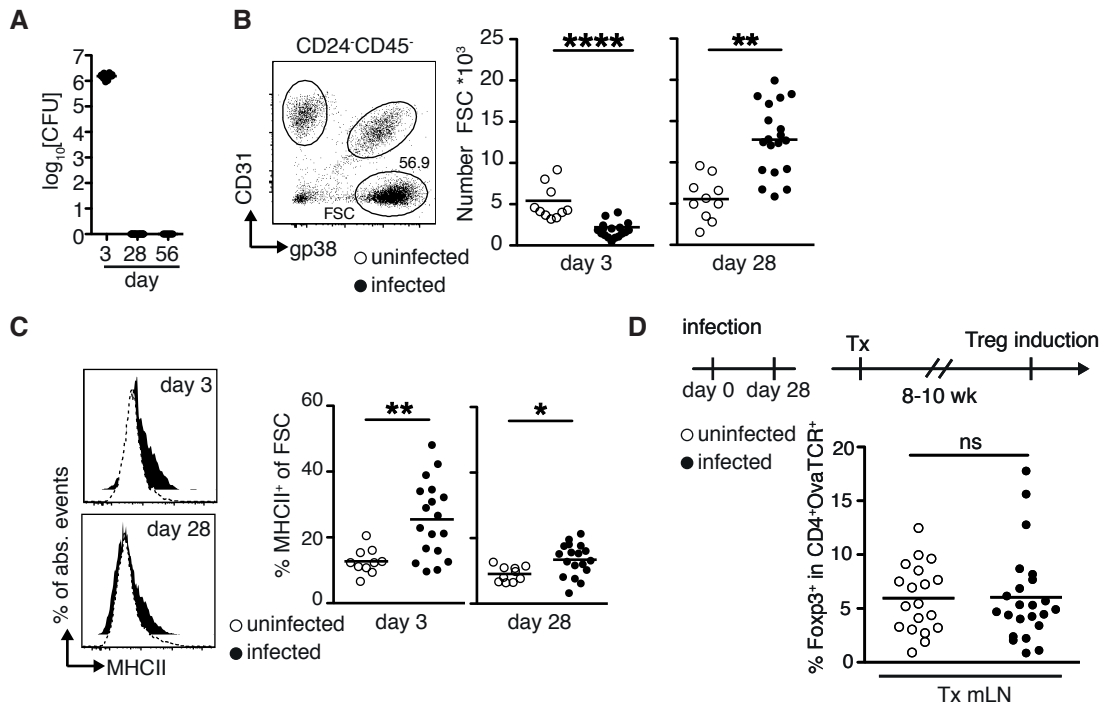 A
log10[CFU]
7
6
5
4
3
2
1
0
3 28 56
day
B
CD24-CD45-
CD31
56.9
FSC
gp38
○ uninfected
● infected
Number FSC *10³
25
20
15
10
5
0
****
**
day 3
day 28
C
day 3
day 28
% of abs. events
MHCII
○ uninfected
● infected
% MHCII⁺ of FSC
60
40
20
0
**
*
day 3
day 28
D
infection
day 0 day 28
Tx
Treg induction
8-10 wk
○ uninfected
● infected
% Foxp3⁺ in CD4⁺OvaTCR⁺
20
15
10
5
0
ns
Tx mLN